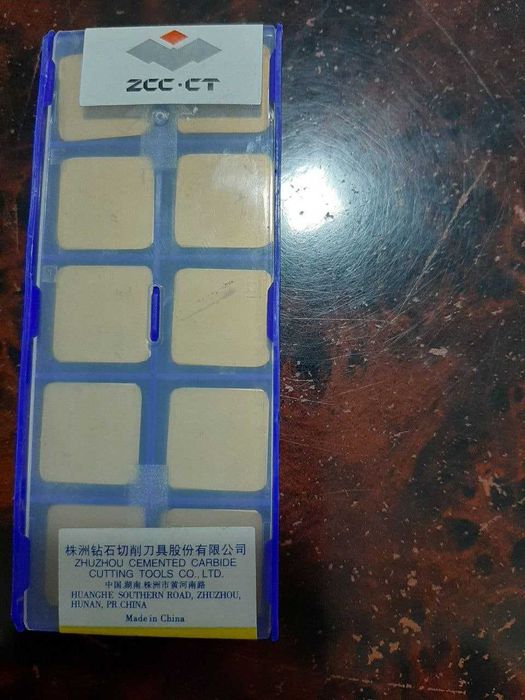 ZCC·CT
株洲钻石切削刀具股份有限公司
ZHUZHOU CEMENTED CARBIDE
CUTTING TOOLS CO., LTD.
中国.湖南.株洲市黄河南路
HUANGHE SOUTHERN ROAD, ZHUZHOU,
HUNAN, PR.CHINA
Made in China